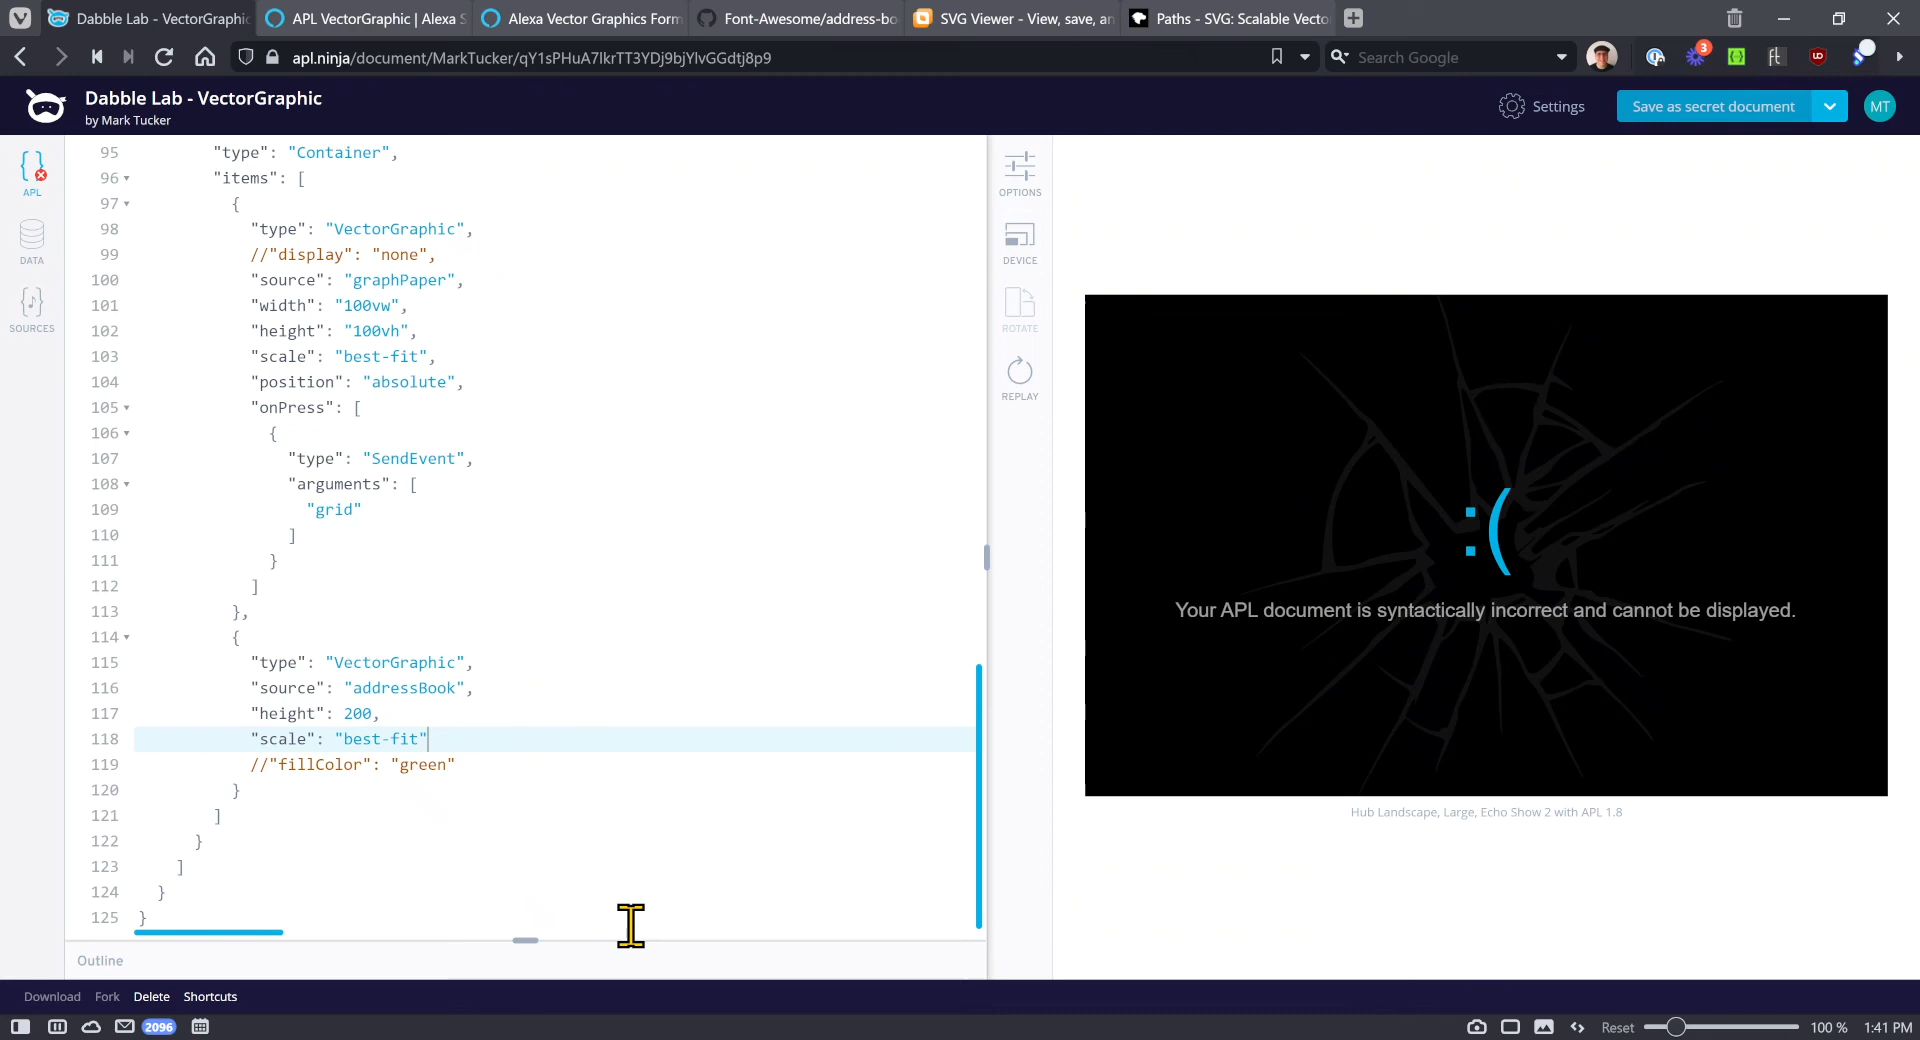 Dabble Lab - VectorGraphic
APL VectorGraphic | Alexa S
Alexa Vector Graphics Form
Font-Awesome/address-bo
SVG Viewer - View, save, an
Paths - SVG: Scalable Vecto
apl.ninja/document/MarkTucker/qY1sPHuA7lkrTT3YDj9bjYlvGGdtj8p9
Search Google
3
ft
Dabble Lab - VectorGraphic
by Mark Tucker
Settings
Save as secret document
MT
APL
DATA
SOURCES
95 "type": "Container",
96 "items": [
97 {
98 "type": "VectorGraphic",
99 //"display": "none",
100 "source": "graphPaper",
101 "width": "100vw",
102 "height": "100vh",
103 "scale": "best-fit",
104 "position": "absolute",
105 "onPress": [
106 {
107 "type": "SendEvent",
108 "arguments": [
109 "grid"
110 ]
111 }
112 ]
113 },
114 {
115 "type": "VectorGraphic",
116 "source": "addressBook",
117 "height": 200,
118 "scale": "best-fit"
119 //"fillColor": "green"
120 }
121 ]
122 }
123 ]
124 }
125 }
Outline
OPTIONS
DEVICE
ROTATE
REPLAY
:(
Your APL document is syntactically incorrect and cannot be displayed.
Hub Landscape, Large, Echo Show 2 with APL 1.8
Download Fork Delete Shortcuts
2096
Reset
100 %
1:41 PM